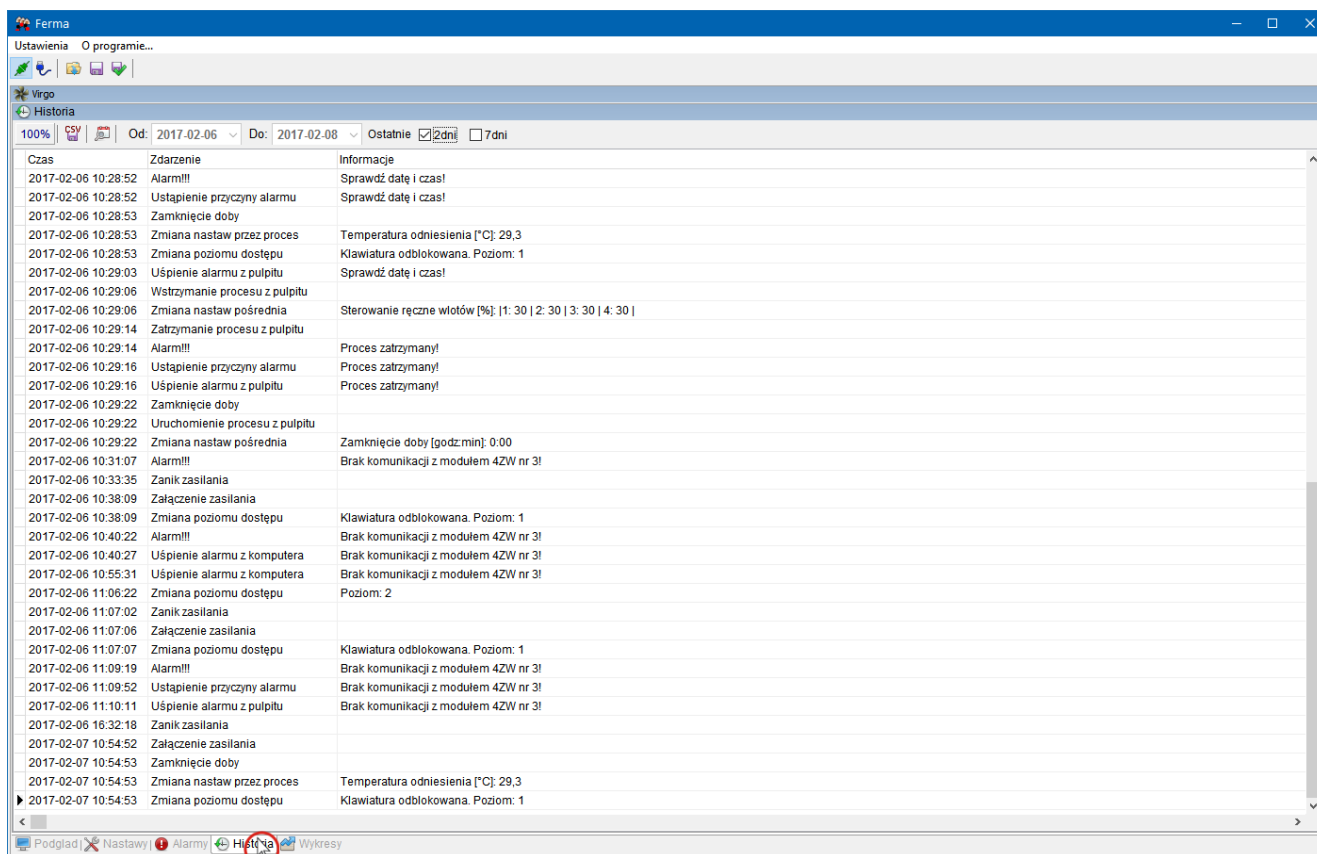 Ferma
Ustawienia O programie...
Virgo
Historia
100% CSV Od: 2017-02-06 Do: 2017-02-08 Ostatnie 2dni 7dni
Czas Zdarzenie Informacje
2017-02-06 10:28:52 Alarm!!! Sprawdź datę i czas!
2017-02-06 10:28:52 Ustąpienie przyczyny alarmu Sprawdź datę i czas!
2017-02-06 10:28:53 Zamknięcie doby
2017-02-06 10:28:53 Zmiana nastaw przez proces Temperatura odniesienia [°C]: 29,3
2017-02-06 10:28:53 Zmiana poziomu dostępu Klawiatura odblokowana. Poziom: 1
2017-02-06 10:29:03 Uśpienie alarmu z pulpitu Sprawdź datę i czas!
2017-02-06 10:29:06 Wstrzymanie procesu z pulpitu
2017-02-06 10:29:06 Zmiana nastaw pośrednia Sterowanie ręczne wlotów [%]: |1: 30 | 2: 30 | 3: 30 | 4: 30 |
2017-02-06 10:29:14 Zatrzymanie procesu z pulpitu
2017-02-06 10:29:14 Alarm!!! Proces zatrzymany!
2017-02-06 10:29:16 Ustąpienie przyczyny alarmu Proces zatrzymany!
2017-02-06 10:29:16 Uśpienie alarmu z pulpitu Proces zatrzymany!
2017-02-06 10:29:22 Zamknięcie doby
2017-02-06 10:29:22 Uruchomienie procesu z pulpitu
2017-02-06 10:29:22 Zmiana nastaw pośrednia Zamknięcie doby [godz:min]: 0:00
2017-02-06 10:31:07 Alarm!!! Brak komunikacji z modułem 4ZW nr 3!
2017-02-06 10:33:35 Zanik zasilania
2017-02-06 10:38:09 Załączenie zasilania
2017-02-06 10:38:09 Zmiana poziomu dostępu Klawiatura odblokowana. Poziom: 1
2017-02-06 10:40:22 Alarm!!! Brak komunikacji z modułem 4ZW nr 3!
2017-02-06 10:40:27 Uśpienie alarmu z komputera Brak komunikacji z modułem 4ZW nr 3!
2017-02-06 10:55:31 Uśpienie alarmu z komputera Brak komunikacji z modułem 4ZW nr 3!
2017-02-06 11:06:22 Zmiana poziomu dostępu Poziom: 2
2017-02-06 11:07:02 Zanik zasilania
2017-02-06 11:07:06 Załączenie zasilania
2017-02-06 11:07:07 Zmiana poziomu dostępu Klawiatura odblokowana. Poziom: 1
2017-02-06 11:09:19 Alarm!!! Brak komunikacji z modułem 4ZW nr 3!
2017-02-06 11:09:52 Ustąpienie przyczyny alarmu Brak komunikacji z modułem 4ZW nr 3!
2017-02-06 11:10:11 Uśpienie alarmu z pulpitu Brak komunikacji z modułem 4ZW nr 3!
2017-02-06 16:32:18 Zanik zasilania
2017-02-07 10:54:52 Załączenie zasilania
2017-02-07 10:54:53 Zamknięcie doby
2017-02-07 10:54:53 Zmiana nastaw przez proces Temperatura odniesienia [°C]: 29,3
2017-02-07 10:54:53 Zmiana poziomu dostępu Klawiatura odblokowana. Poziom: 1
Podgląd | Nastawy | Alarmy Historia Wykresy